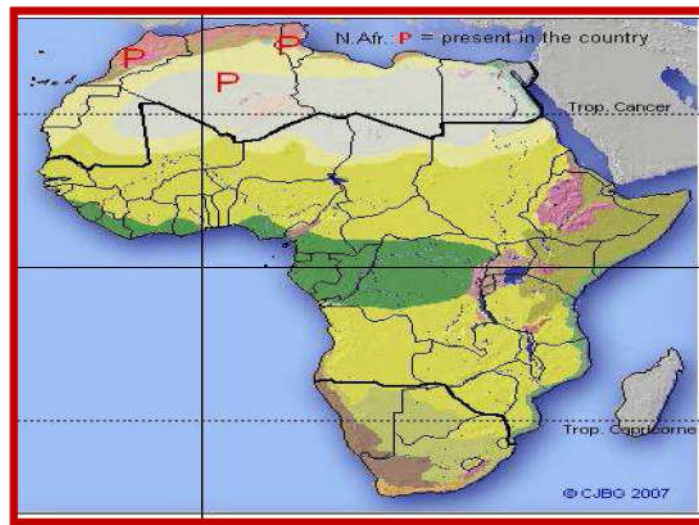 N.Afr.: P = present in the country
P
P
P
Trop. Cancer
Trop. Capricorne
© CJBG 2007